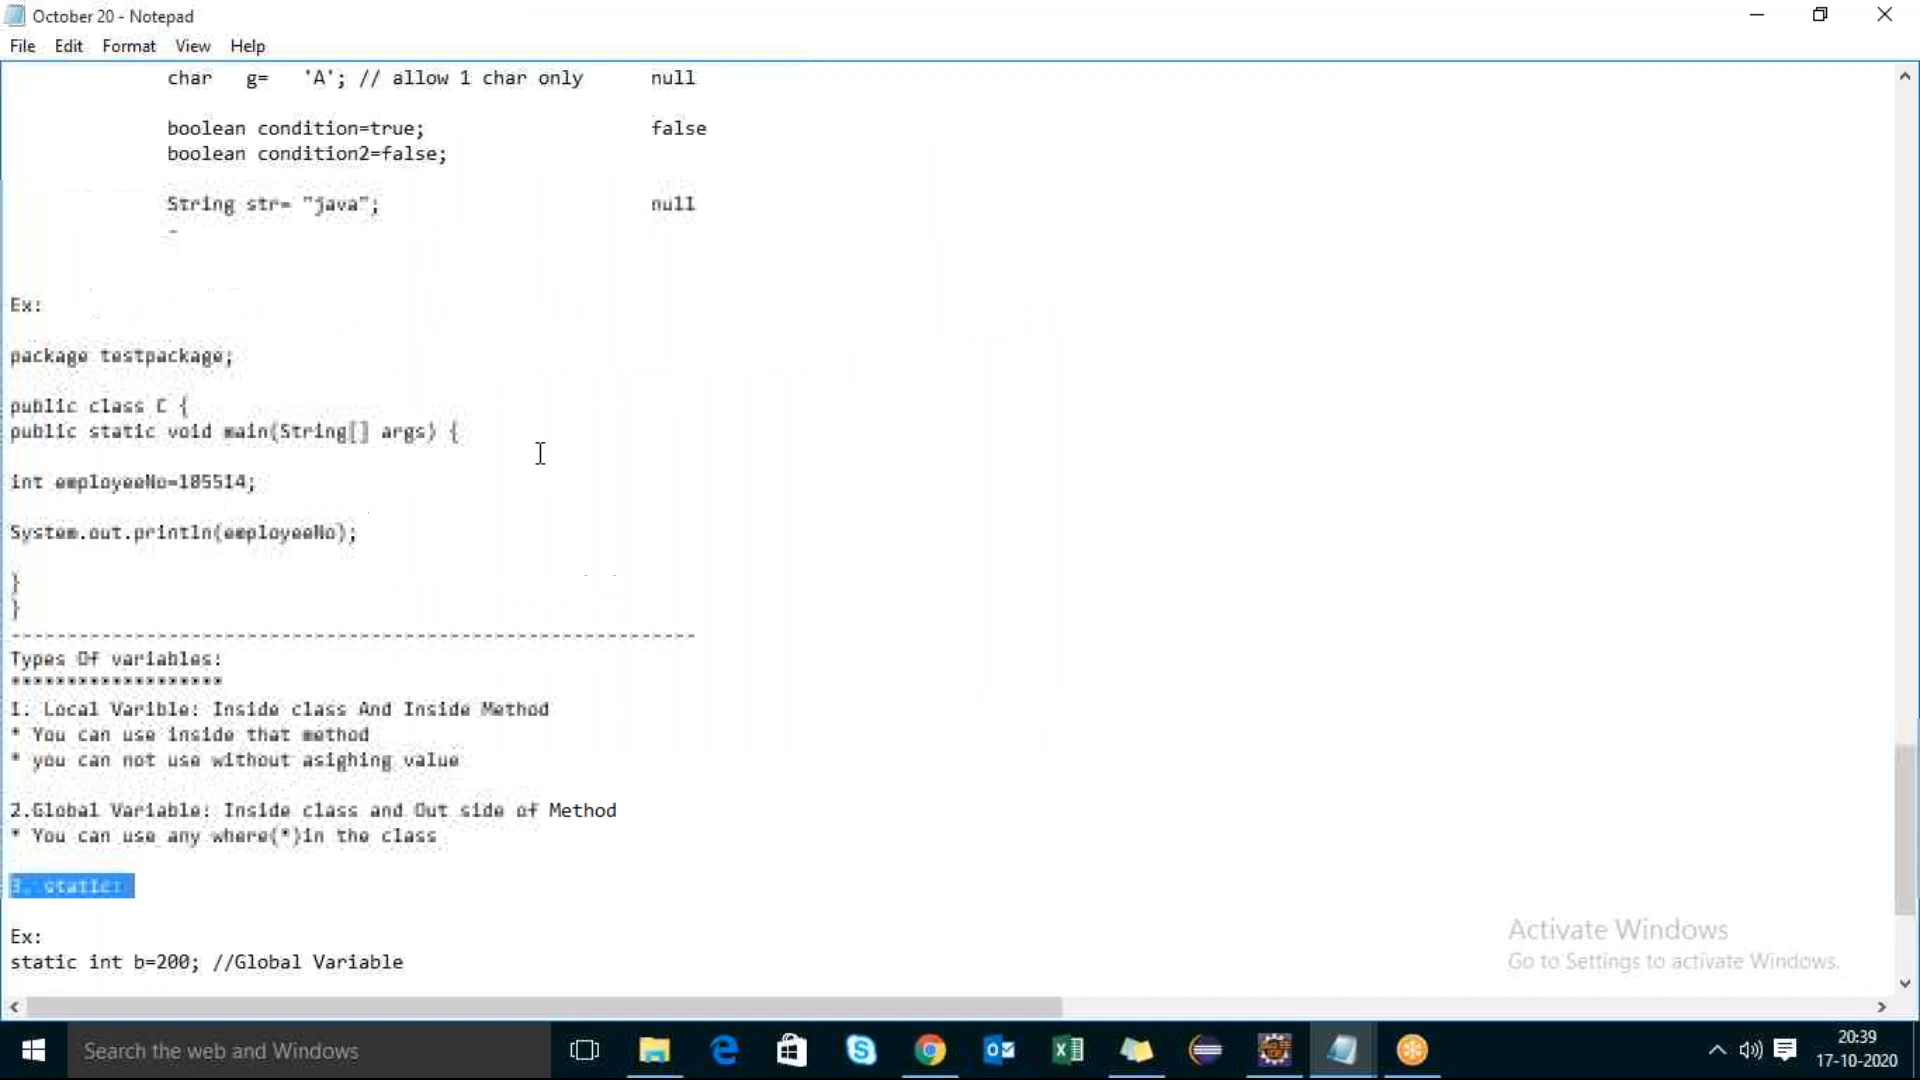 October 20 - Notepad
File Edit Format View Help
char g= 'A'; // allow 1 char only null
boolean condition=true; false
boolean condition2=false;
String str= "java"; null
Ex:
package testpackage;
public class C {
public static void main(String[] args) {
int employeeNo=185514;
System.out.println(employeeNo);
}
}
-------------------------------------------------------------
Types Of variables:
*******************
1. Local Varible: Inside class And Inside Method
* You can use inside that method
* you can not use without asighing value
2.Global Variable: Inside class and Out side of Method
* You can use any where(*)in the class
3. static:
Ex:
static int b=200; //Global Variable
Activate Windows
Go to Settings to activate Windows.
Search the web and Windows
20:39
17-10-2020